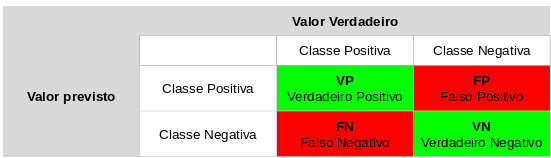 Valor Verdadeiro
Classe Positiva
Classe Negativa
Valor previsto
Classe Positiva
VP
Verdadeiro Positivo
FP
Falso Positivo
Classe Negativa
FN
Falso Negativo
VN
Verdadeiro Negativo